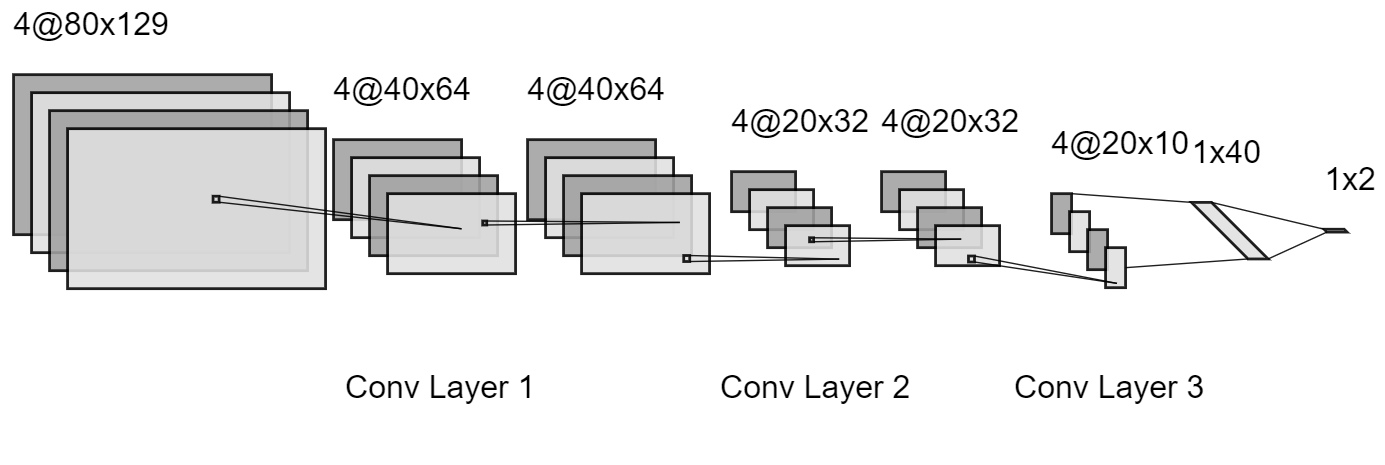 4@80x129
4@40x64
4@40x64
4@20x32
4@20x32
4@20x10
1x40
1x2
Conv Layer 1
Conv Layer 2
Conv Layer 3